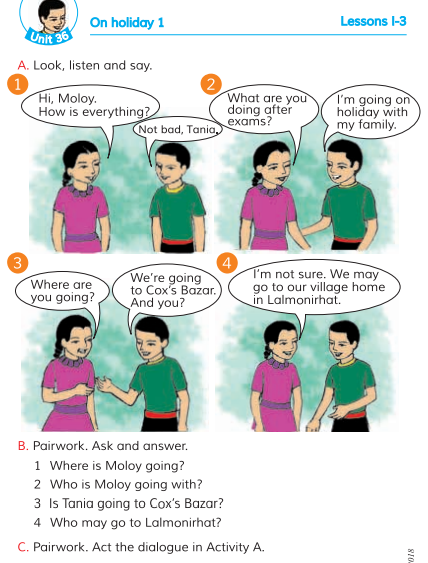 Unit 36
On holiday 1
Lessons 1-3
A. Look, listen and say.
1
Hi, Moloy.
How is everything?
Not bad, Tania.
2
What are you
doing after
exams?
I'm going on
holiday with
my family.
3
Where are
you going?
We're going
to Cox's Bazar.
And you?
4
I'm not sure. We may
go to our village home
in Lalmonirhat.
B. Pairwork. Ask and answer.
1 Where is Moloy going?
2 Who is Moloy going with?
3 Is Tania going to Cox's Bazar?
4 Who may go to Lalmonirhat?
C. Pairwork. Act the dialogue in Activity A.